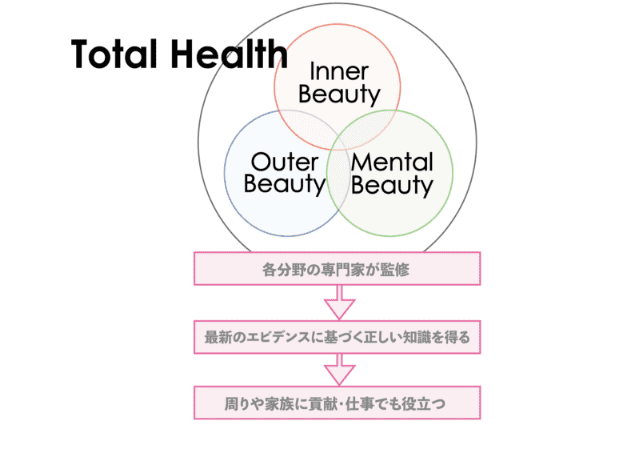 Total Health
Inner
Beauty
Outer
Beauty
Mental
Beauty
各分野の専門家が監修
最新のエビデンスに基づく正しい知識を得る
周りや家族に貢献・仕事でも役立つ